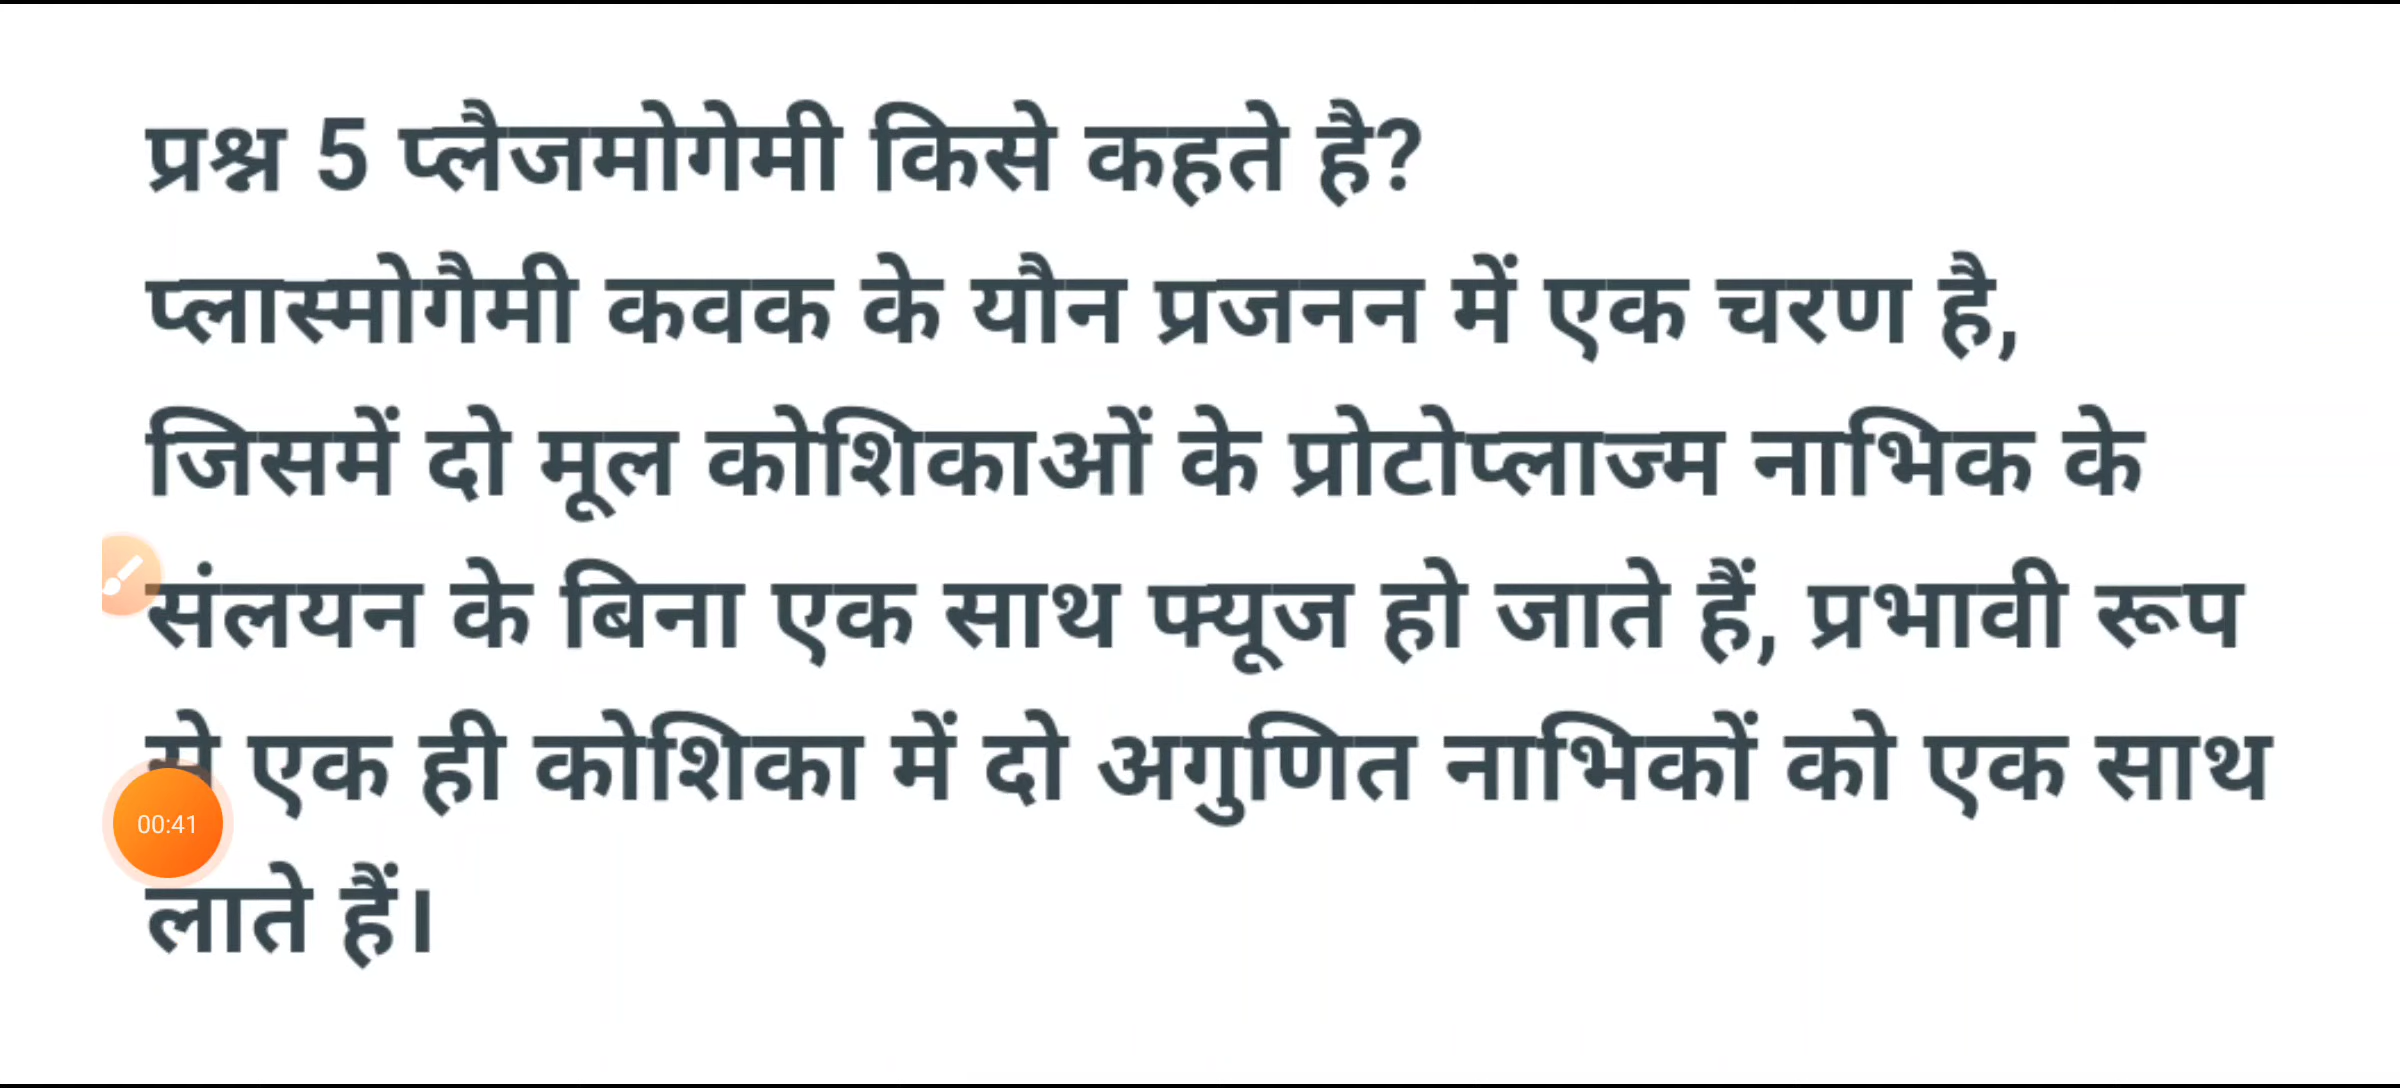 प्रश्न 5 प्लैजमोगेमी किसे कहते है?
प्लास्मोगैमी कवक के यौन प्रजनन में एक चरण है,
जिसमें दो मूल कोशिकाओं के प्रोटोप्लाज्म नाभिक के
संलयन के बिना एक साथ फ्यूज हो जाते हैं, प्रभावी रूप
से एक ही कोशिका में दो अगुणित नाभिकों को एक साथ
00:41
लाते हैं।